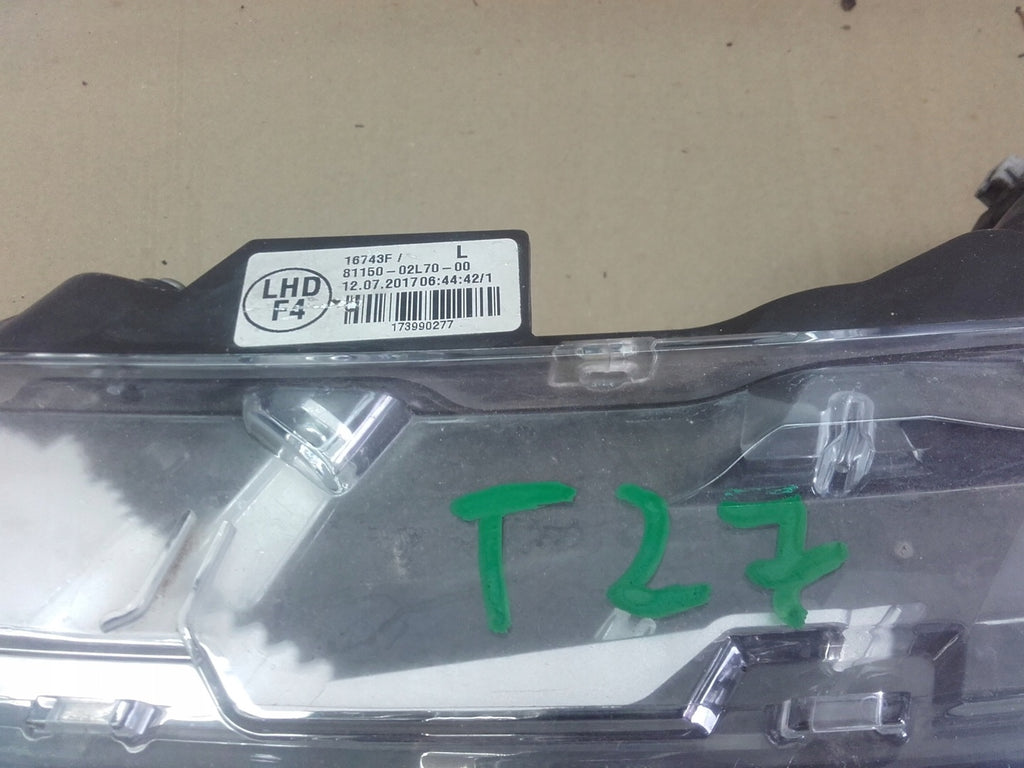 16743F / L
81150-02L70-00
12.07.201706:44:42/1
LHD
F4
H
173990277
T27